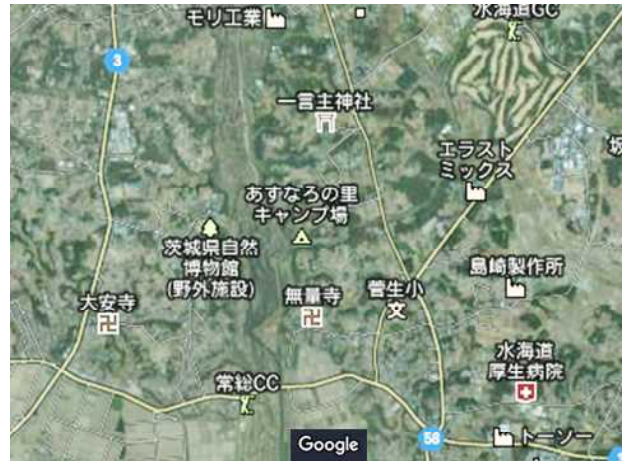 モリ工業
水海道GC
3
一言主神社
エラスト
ミックス
坂
あすなろの里
キャンプ場
茨城県自然
博物館
(野外施設)
島崎製作所
大安寺
無量寺
菅生小
文
水海道
厚生病院
常総CC
58
トーソー
Google